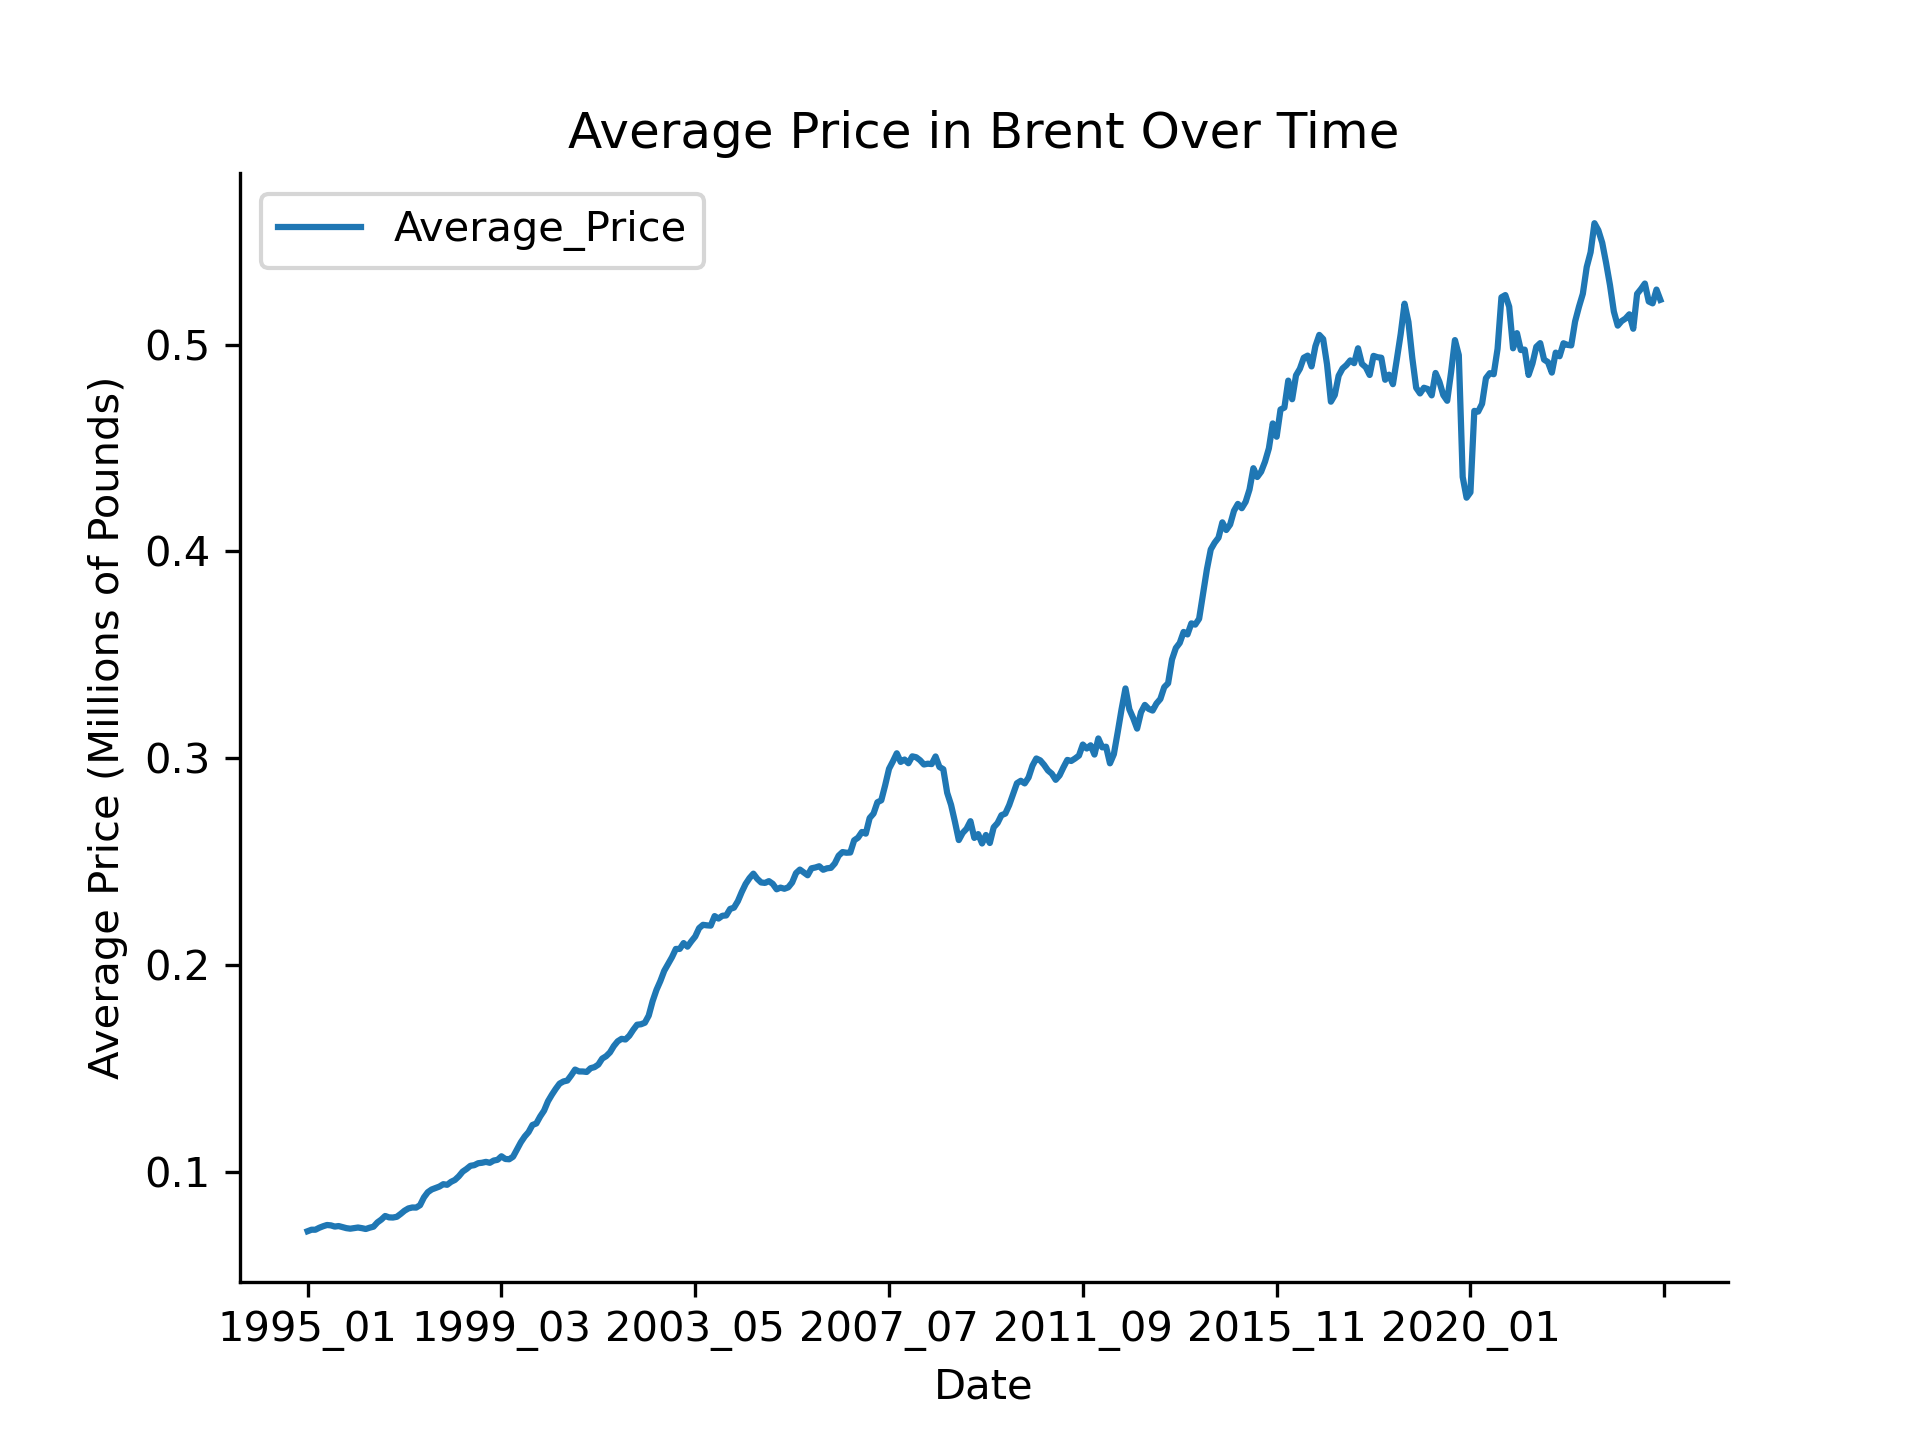 Average Price in Brent Over Time
Average_Price
Average Price (Millions of Pounds)
0.5
0.4
0.3
0.2
0.1
1995_01 1999_03 2003_05 2007_07 2011_09 2015_11 2020_01
Date